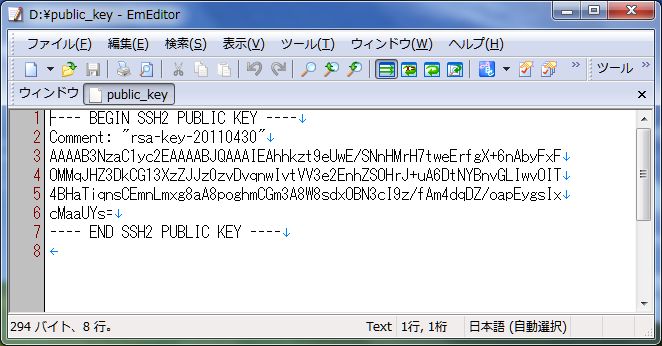 D:¥public_key - EmEditor
ファイル(F) 編集(E) 検索(S) 表示(V) ツール(T) ウィンドウ(W) ヘルプ(H)
ツール
ウィンドウ public_key
1 ---- BEGIN SSH2 PUBLIC KEY ----↓
2 Comment: "rsa-key-20110430"↓
3 AAAAB3NzaC1yc2EAAAABJQAAAIEAhhkzt9eUwE/SNnHMrH7tweErfgX+6nAbyFxF↓
4 OMMqJHZ3DkCG13XzZJJz0zvDvqnwIvtVV3e2EnhZSOHrJ+uA6DtNYBnvGLIwvOIT↓
5 4BHaTiqnsCEmnLmxg8aA8poghmCGm3A8W8sdxOBN3cI9z/fAm4dqDZ/oapEygsIx↓
6 cMaaUYs=↓
7 ---- END SSH2 PUBLIC KEY ----↓
8 ←
294 バイト、8 行。 Text 1行, 1桁 日本語 (自動選択)